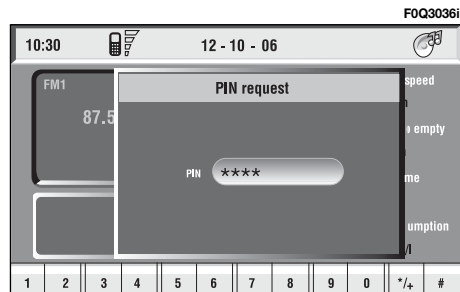 F0Q3036i
10:30 12 - 10 - 06
FM1
87.5
PIN request
PIN ****
speed
empty
me
umption
1 2 3 4 5 6 7 8 9 0 */+ #